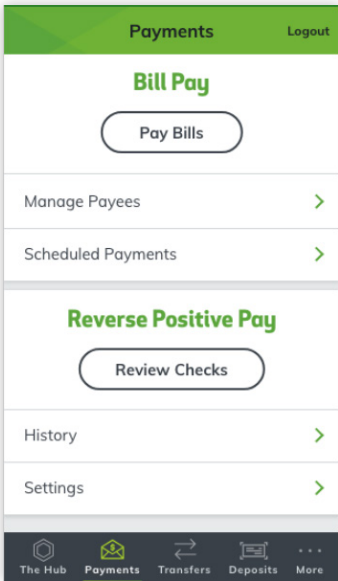 Payments Logout
Bill Pay
Pay Bills
Manage Payees
Scheduled Payments
Reverse Positive Pay
Review Checks
History
Settings
The Hub Payments Transfers Deposits More